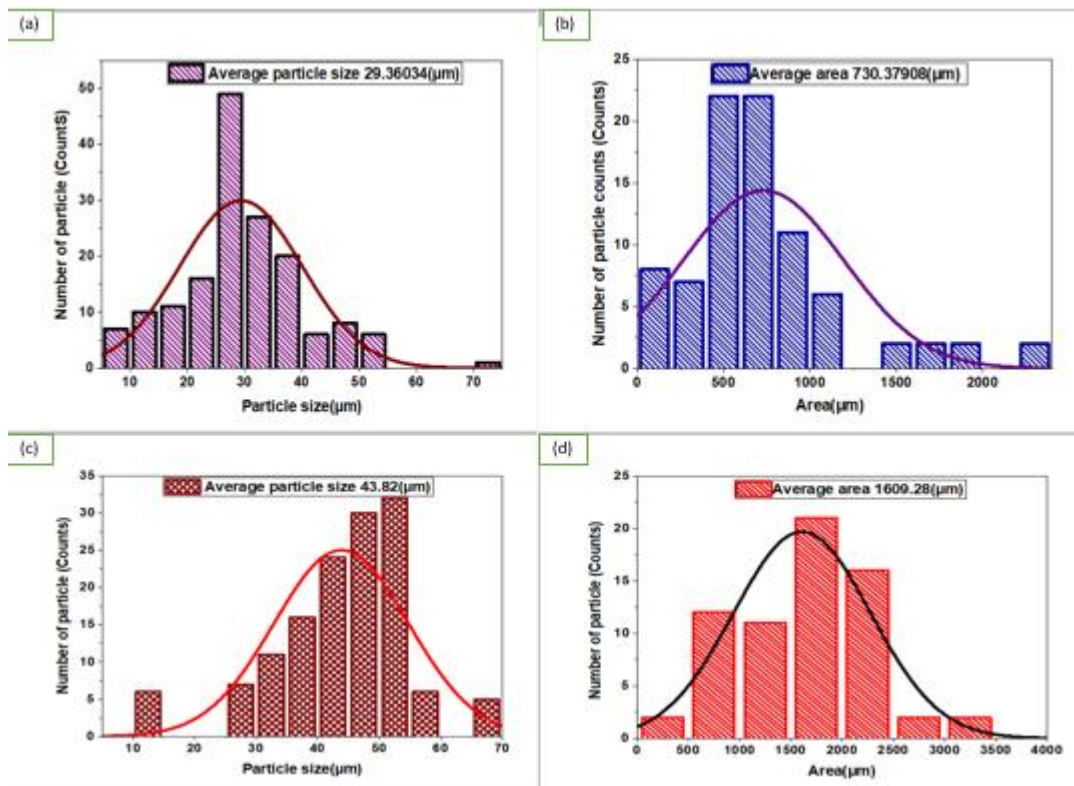 (a)
Average particle size 29.36034(μm)
Number of particle (CountS)
50
40
30
20
10
0
10 20 30 40 50 60 70
Particle size(μm)
(b)
Average area 730.37908(μm)
Number of particle counts (Counts)
25
20
15
10
5
0
0 500 1000 1500 2000
Area(μm)
(c)
Average particle size 43.82(μm)
Number of particle (Counts)
35
30
25
20
15
10
5
0
10 20 30 40 50 60 70
Particle size(μm)
(d)
Average area 1609.28(μm)
Number of particle (Counts)
25
20
15
10
5
0
0 500 1000 1500 2000 2500 3000 3500 4000
Area(μm)